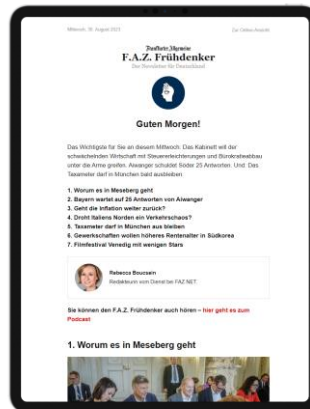 Mittwoch, 30. August 2023
Zur Online-Ansicht
Frankfurter Allgemeine
F.A.Z. Frühdenker
Der Newsletter für Deutschland
Guten Morgen!
Das Wichtigste für Sie an diesem Mittwoch: Das Kabinett will der
schwächelnden Wirtschaft mit Steuererleichterungen und Bürokratieabbau
unter die Arme greifen. Aiwanger schuldet Söder 25 Antworten. Und: Das
Taxameter darf in München bald ausbleiben.
1. Worum es in Meseberg geht
2. Bayern wartet auf 25 Antworten von Aiwanger
3. Geht die Inflation weiter zurück?
4. Droht Italiens Norden ein Verkehrschaos?
5. Taxameter darf in München aus bleiben
6. Gewerkschaften wollen höheres Rentenalter in Südkorea
7. Filmfestival Venedig mit wenigen Stars
Rebecca Boucsein
Redakteurin vom Dienst bei FAZ.NET.
Sie können den F.A.Z. Frühdenker auch hören – hier geht es zum
Podcast
1. Worum es in Meseberg geht